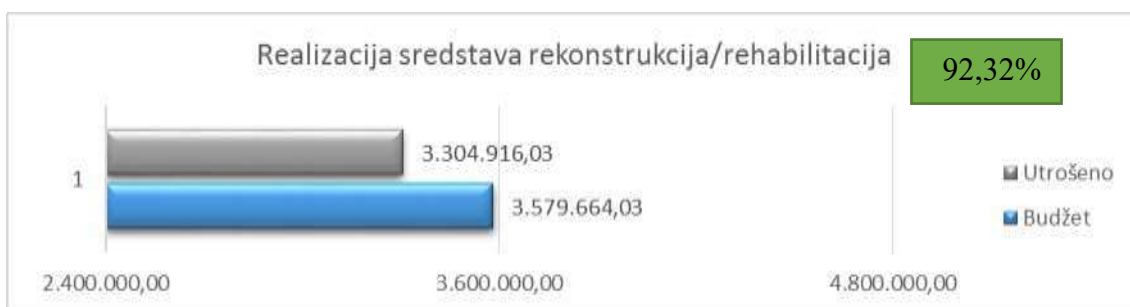 Realizacija sredstava rekonstrukcija/rehabilitacija
92,32%
3.304.916,03
1
3.579.664,03
Utrošeno
Budžet
2.400.000,00 3.600.000,00 4.800.000,00